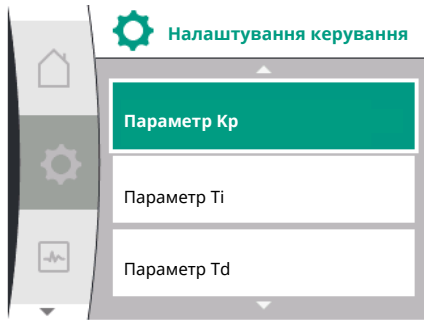 Налаштування керування
Параметр Kp
Параметр Ti
Параметр Td